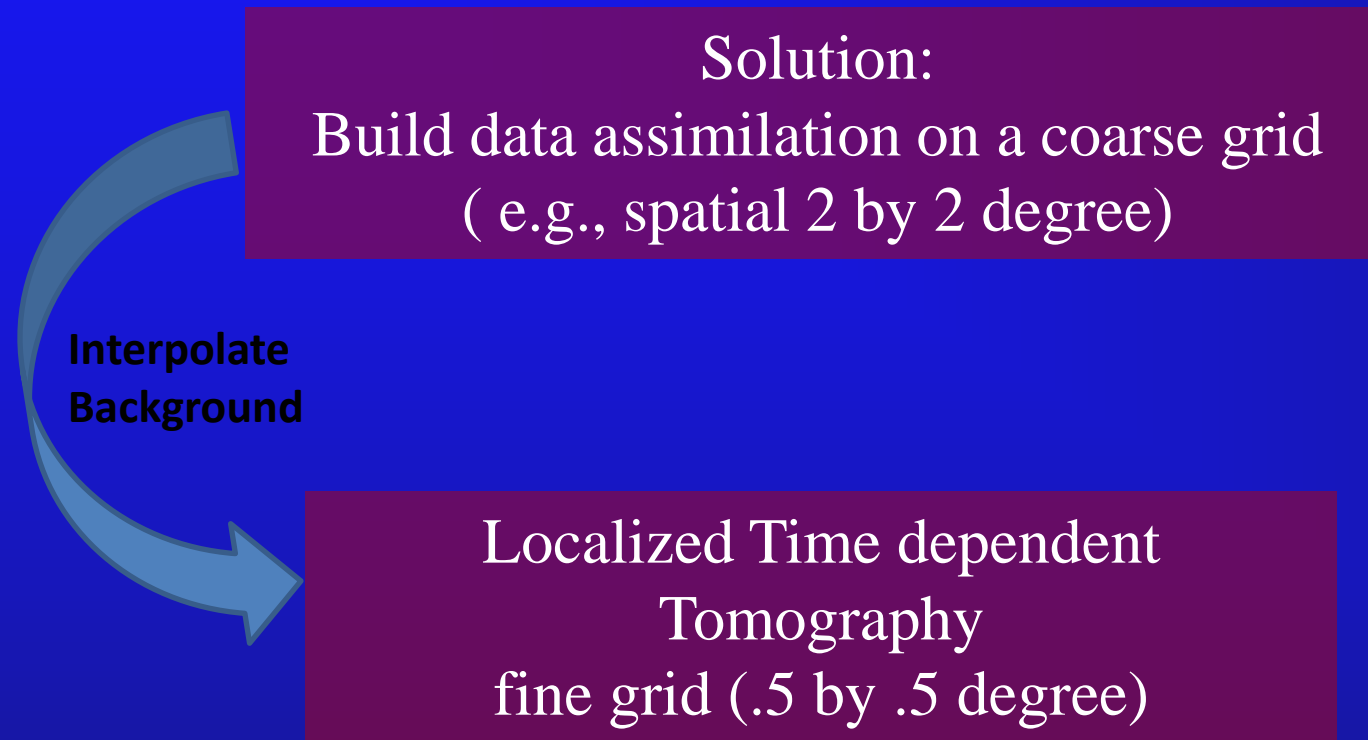 Solution:
Build data assimilation on a coarse grid
( e.g., spatial 2 by 2 degree)
Interpolate
Background
Localized Time dependent
Tomography
fine grid (.5 by .5 degree)